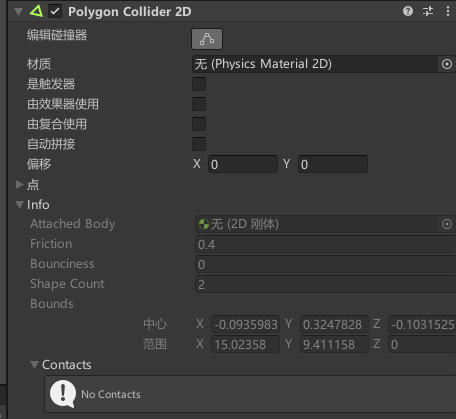 Polygon Collider 2D
编辑碰撞器
材质 无 (Physics Material 2D)
是触发器
由效果器使用
由复合使用
自动拼接
偏移 X 0 Y 0
点
Info
Attached Body 无 (2D 刚体)
Friction 0.4
Bounciness 0
Shape Count 2
Bounds
中心 X -0.0935983 Y 0.3247828 Z -0.1031525
范围 X 15.02358 Y 9.411158 Z 0
Contacts
No Contacts